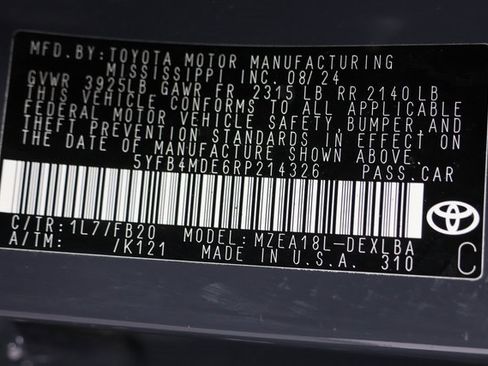 MFD.BY:TOYOTA MOTOR MANUFACTURING
MISSISSIPPI INC. 08/24
GVWR 3925LB GAWR FR 2315 LB RR 2140 LB
THIS VEHICLE CONFORMS TO ALL APPLICABLE
FEDERAL MOTOR VEHICLE SAFETY, BUMPER, AND
THEFT PREVENTION STANDARDS IN EFFECT ON
THE DATE OF MANUFACTURE SHOWN ABOVE.
5YFB4MDE6RP214326 PASS.CAR
C/TR: 1L7/FB20 MODEL: MZEA18L-DEXLBA
A/TM: /K121 MADE IN U.S.A. 310 C